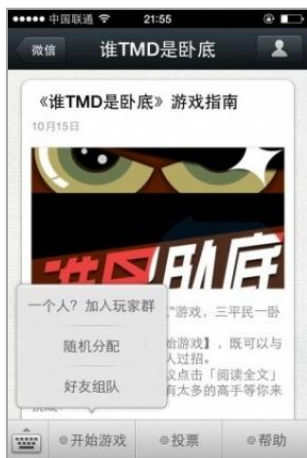 中国联通 21:55
微信 谁TMD是卧底
《谁TMD是卧底》游戏指南
10月15日
谁是卧底
"游戏，三平民一卧
始游戏】，既可以与
人过招。
议点击「阅读全文」
有太多的高手等你来
挑战！
一个人？加入玩家群
随机分配
好友组队
开始游戏 投票 帮助